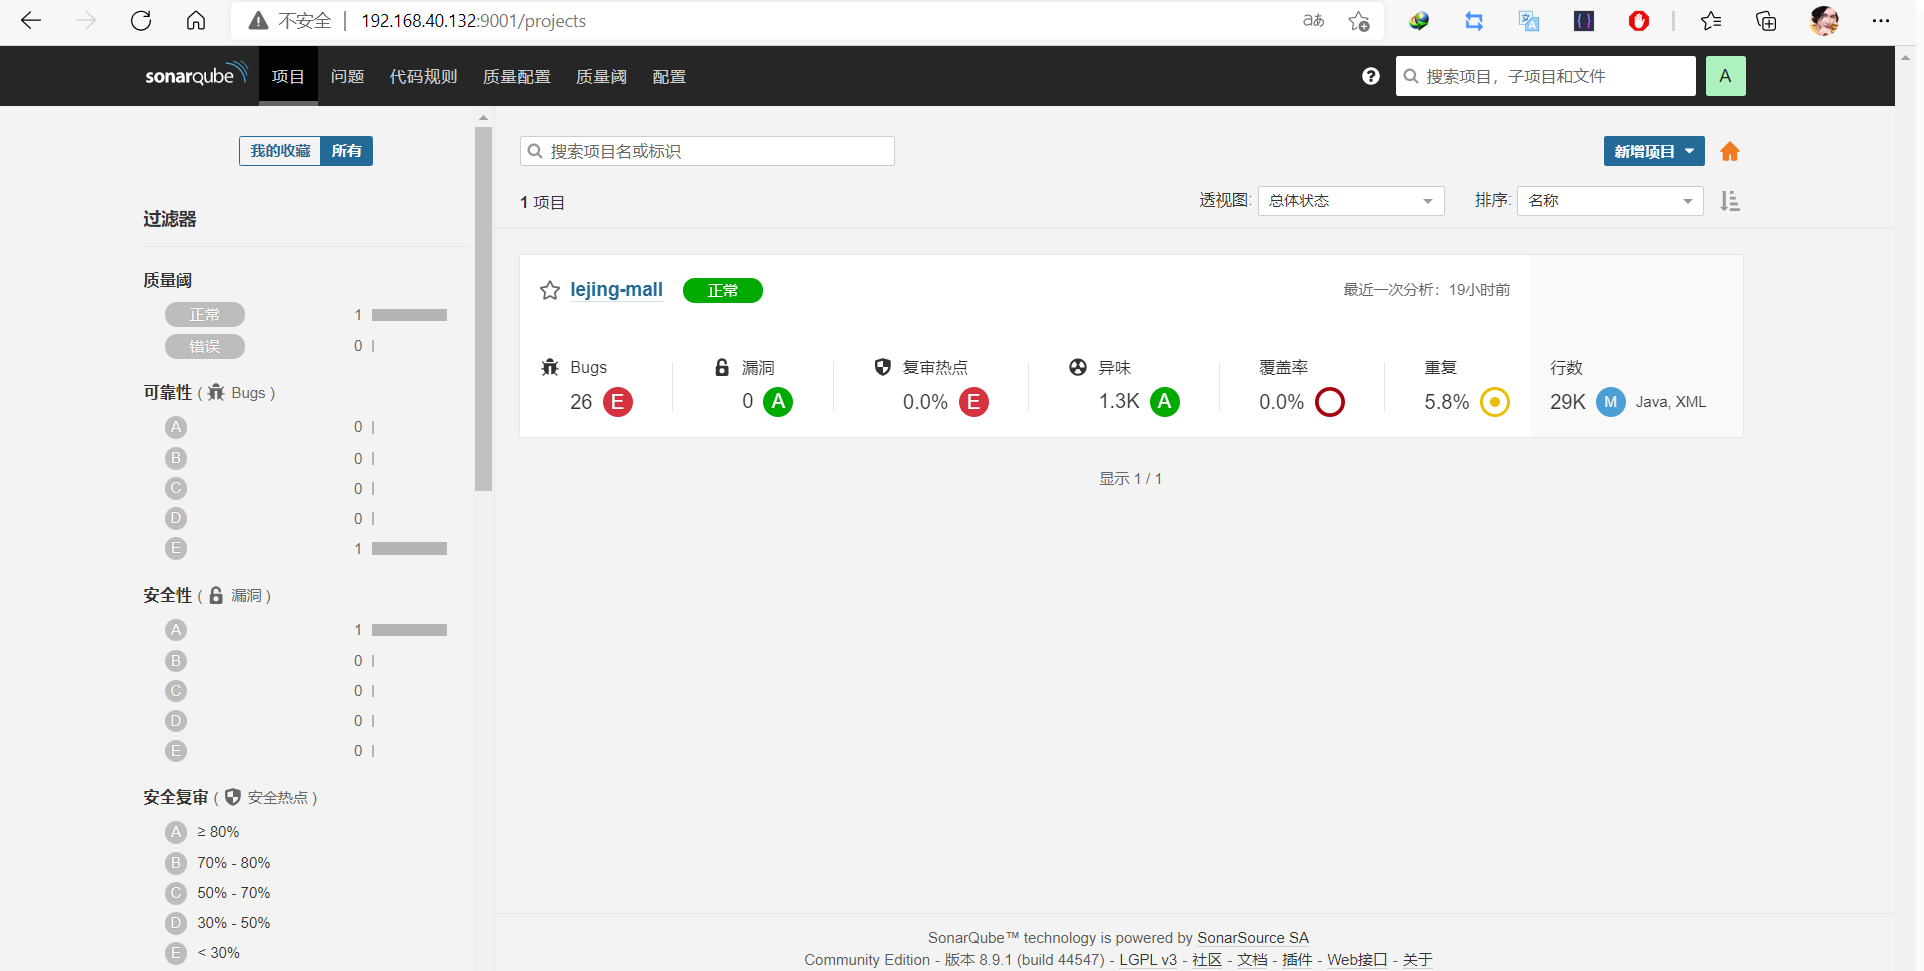 不安全 | 192.168.40.132:9001/projects aあ
sonarqube 项目 问题 代码规则 质量配置 质量阈 配置 ? 搜索项目，子项目和文件 A
我的收藏 所有
搜索项目名或标识 新增项目
1 项目 透视图: 总体状态 排序: 名称
过滤器
质量阈
正常 1
错误 0
可靠性 ( Bugs )
A 0
B 0
C 0
D 0
E 1
安全性 ( 漏洞 )
A 1
B 0
C 0
D 0
E 0
安全复审 ( 安全热点 )
A ≥ 80%
B 70% - 80%
C 50% - 70%
D 30% - 50%
E < 30%
lejing-mall 正常 最近一次分析：19小时前
Bugs 漏洞 复审热点 异味 覆盖率 重复 行数
26 E 0 A 0.0% E 1.3K A 0.0% 5.8% 29K M Java, XML
显示 1 / 1
SonarQube™ technology is powered by SonarSource SA
Community Edition - 版本 8.9.1 (build 44547) - LGPL v3 - 社区 - 文档 - 插件 - Web接口 - 关于